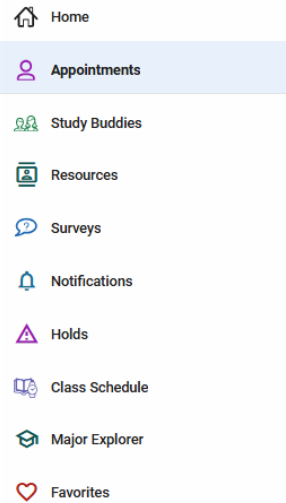 Home
Appointments
Study Buddies
Resources
Surveys
Notifications
Holds
Class Schedule
Major Explorer
Favorites